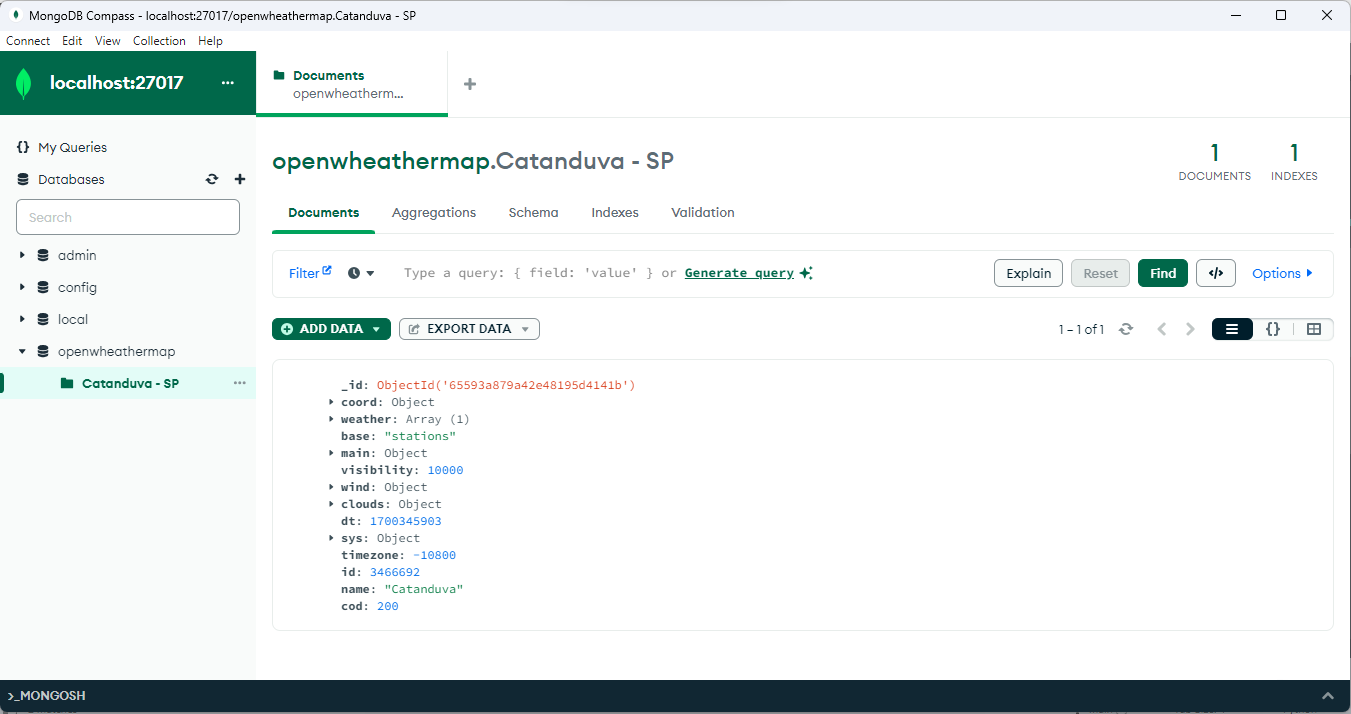 MongoDB Compass - localhost:27017/openwheathermap.Catanduva - SP
Connect Edit View Collection Help
localhost:27017 ...
Documents
openwheatherm...
My Queries
Databases
Search
admin
config
local
openwheathermap
Catanduva - SP ...
openwheathermap.Catanduva - SP
1
DOCUMENTS
1
INDEXES
Documents Aggregations Schema Indexes Validation
Filter Type a query: { field: 'value' } or Generate query Explain Reset Find </> Options
ADD DATA EXPORT DATA 1 – 1 of 1 {}
_id: ObjectId('65593a879a42e48195d4141b')
coord: Object
weather: Array (1)
base: "stations"
main: Object
visibility: 10000
wind: Object
clouds: Object
dt: 1700345903
sys: Object
timezone: -10800
id: 3466692
name: "Catanduva"
cod: 200
>_MONGOSH